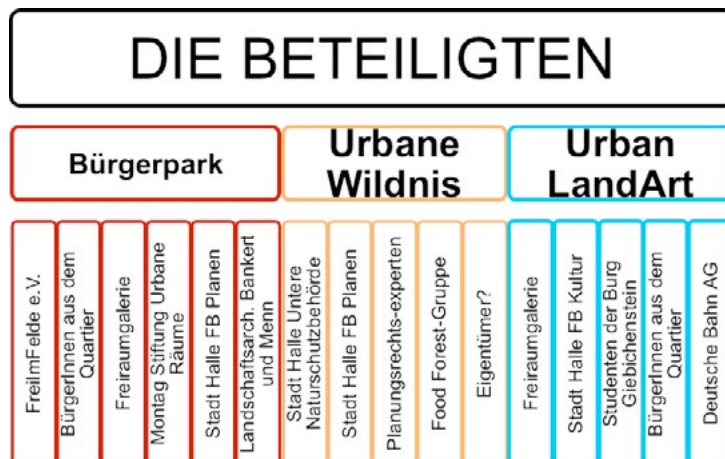 DIE BETEILIGTEN
Bürgerpark
Urbane
Wildnis
Urban
LandArt
FreiImFelde e.V.
BürgerInnen aus dem
Quartier
Freiraumgalerie
Montag Stiftung Urbane
Räume
Stadt Halle FB Planen
Landschaftsarch. Bankert
und Menn
Stadt Halle Untere
Naturschutzbehörde
Stadt Halle FB Planen
Planungsrechts-experten
Food Forest-Gruppe
Eigentümer?
Freiraumgalerie
Stadt Halle FB Kultur
Studenten der Burg
Giebichenstein
BürgerInnen aus dem
Quartier
Deutsche Bahn AG